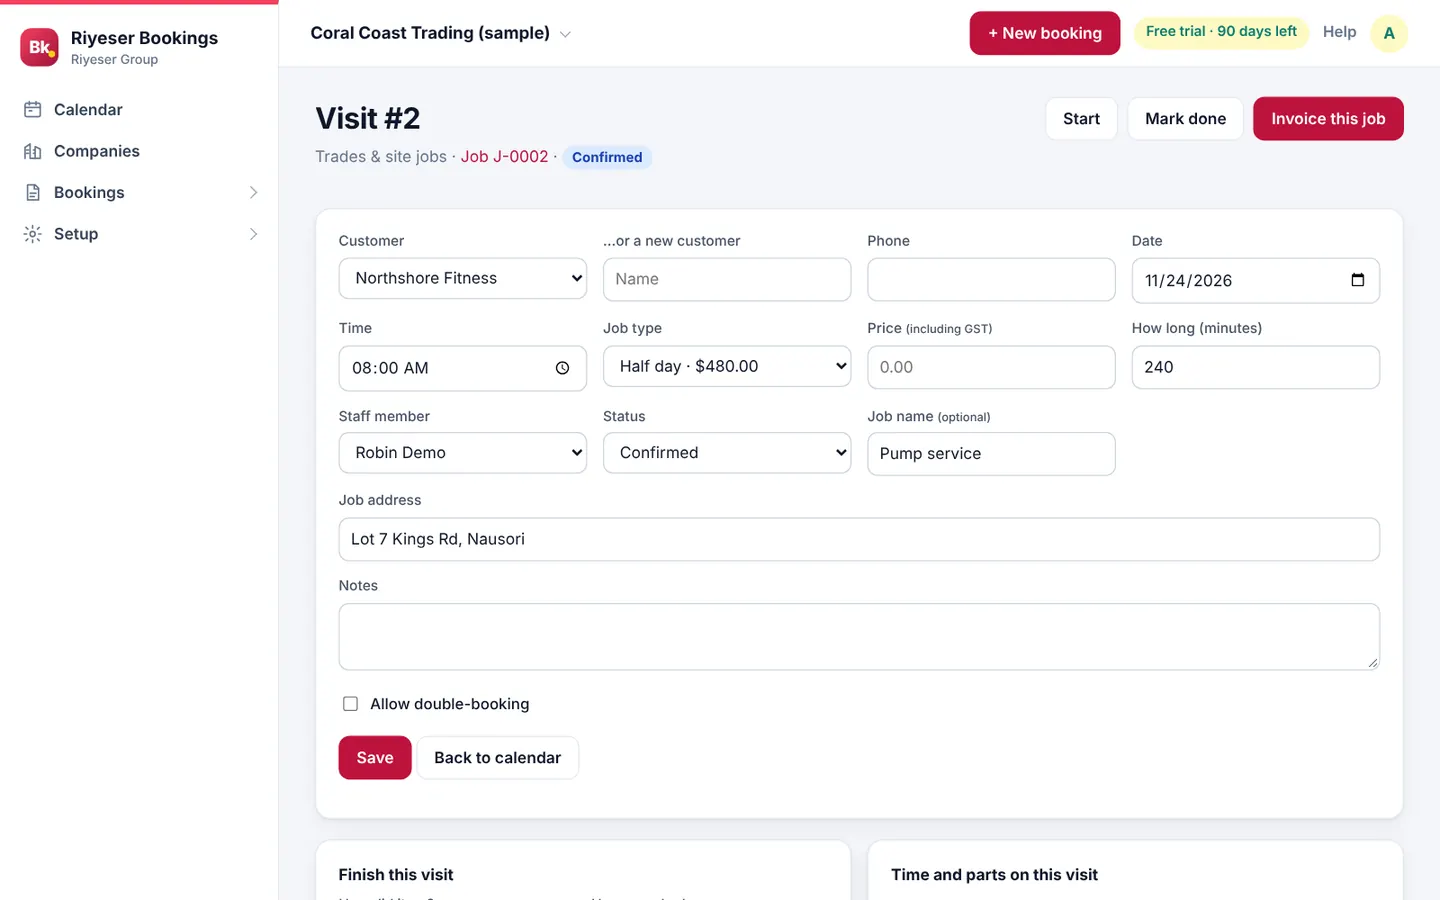 Bk
Riyeser Bookings
Riyeser Group
Calendar
Companies
Bookings
Setup
Coral Coast Trading (sample)
+ New booking
Free trial · 90 days left
Help
A
Visit #2
Trades & site jobs · Job J-0002 · Confirmed
Start
Mark done
Invoice this job
Customer
...or a new customer
Phone
Date
Northshore Fitness
Name
11/24/2026
Time
Job type
Price (including GST)
How long (minutes)
08:00 AM
Half day · $480.00
0.00
240
Staff member
Status
Job name (optional)
Robin Demo
Confirmed
Pump service
Job address
Lot 7 Kings Rd, Nausori
Notes
Allow double-booking
Save
Back to calendar
Finish this visit
Time and parts on this visit